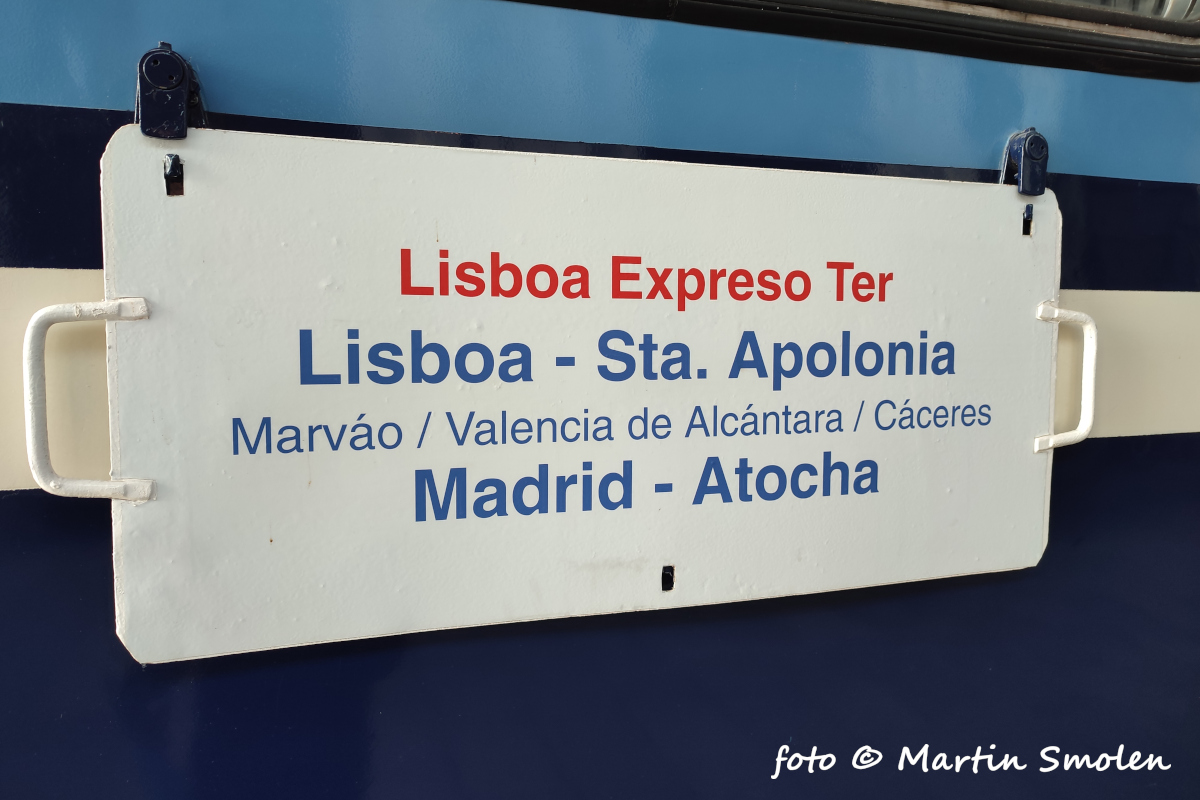 Lisboa Expreso Ter
Lisboa - Sta. Apolonia
Marváo / Valencia de Alcántara / Cáceres
Madrid - Atocha
foto © Martin Smolen